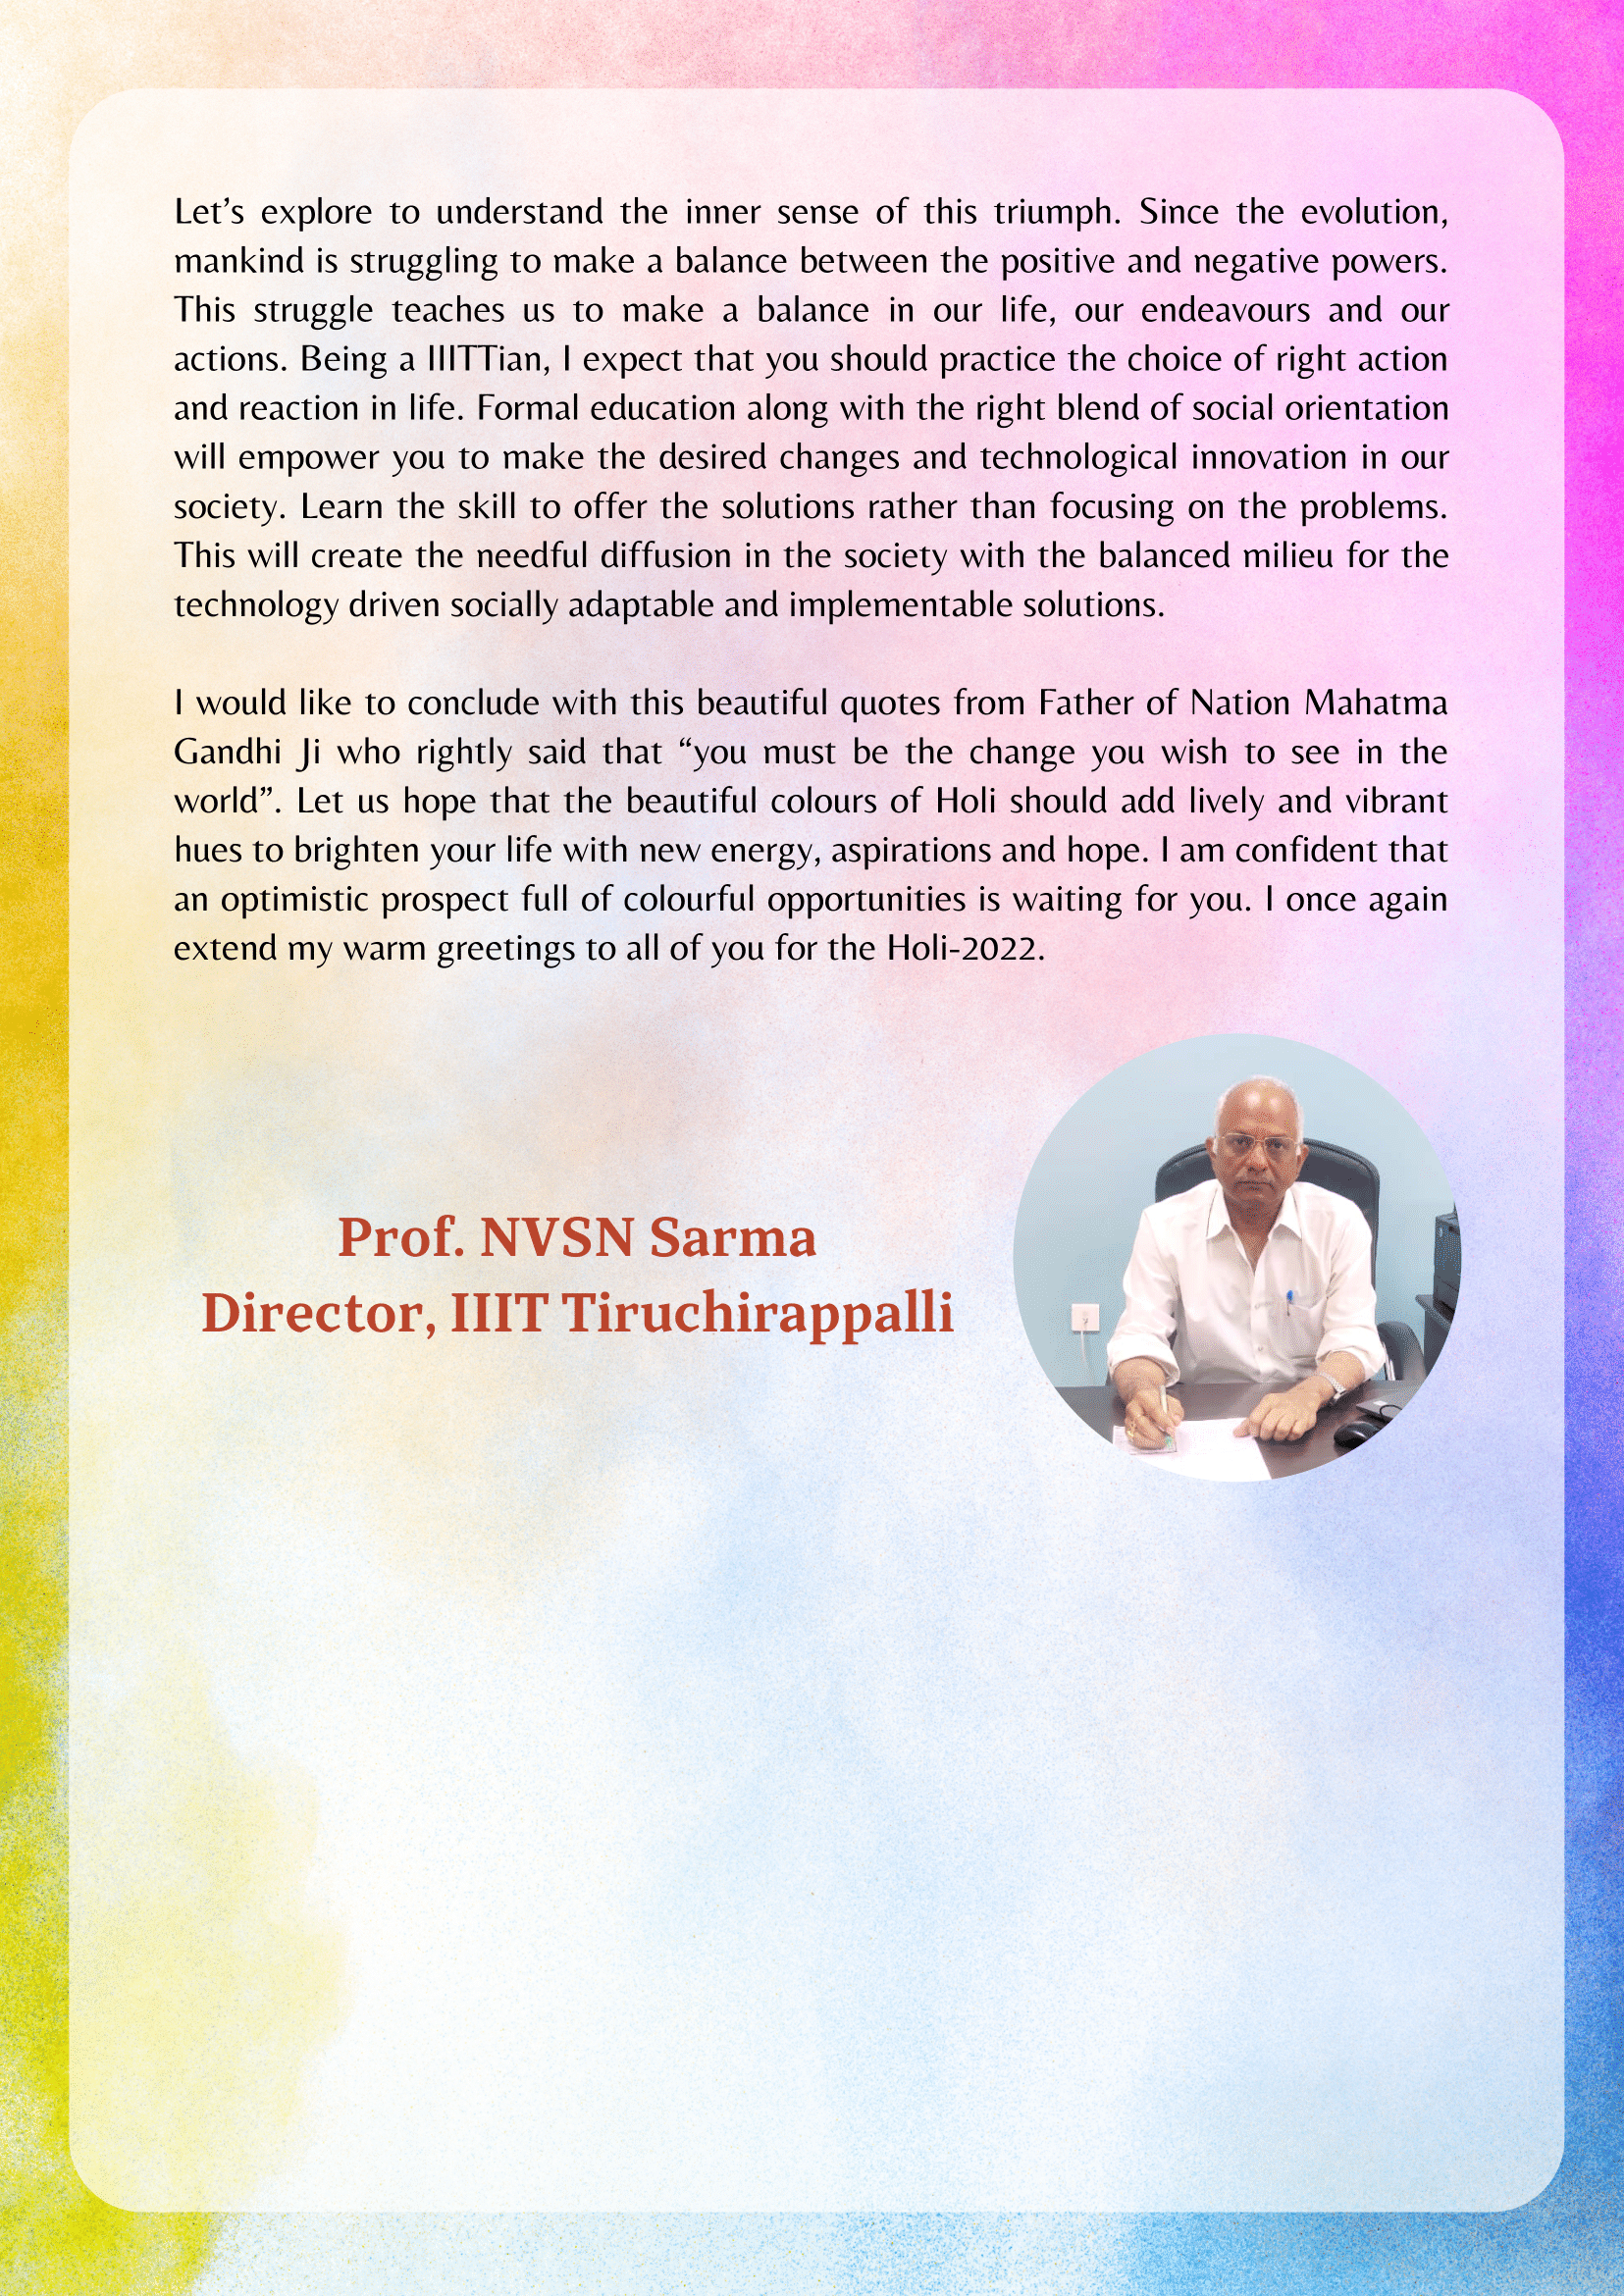 Let’s explore to understand the inner sense of this triumph. Since the evolution,
mankind is struggling to make a balance between the positive and negative powers.
This struggle teaches us to make a balance in our life, our endeavours and our
actions. Being a IIITTian, I expect that you should practice the choice of right action
and reaction in life. Formal education along with the right blend of social orientation
will empower you to make the desired changes and technological innovation in our
society. Learn the skill to offer the solutions rather than focusing on the problems.
This will create the needful diffusion in the society with the balanced milieu for the
technology driven socially adaptable and implementable solutions.
I would like to conclude with this beautiful quotes from Father of Nation Mahatma
Gandhi Ji who rightly said that “you must be the change you wish to see in the
world”. Let us hope that the beautiful colours of Holi should add lively and vibrant
hues to brighten your life with new energy, aspirations and hope. I am confident that
an optimistic prospect full of colourful opportunities is waiting for you. I once again
extend my warm greetings to all of you for the Holi-2022.
Prof. NVSN Sarma
Director, IIIT Tiruchirappalli